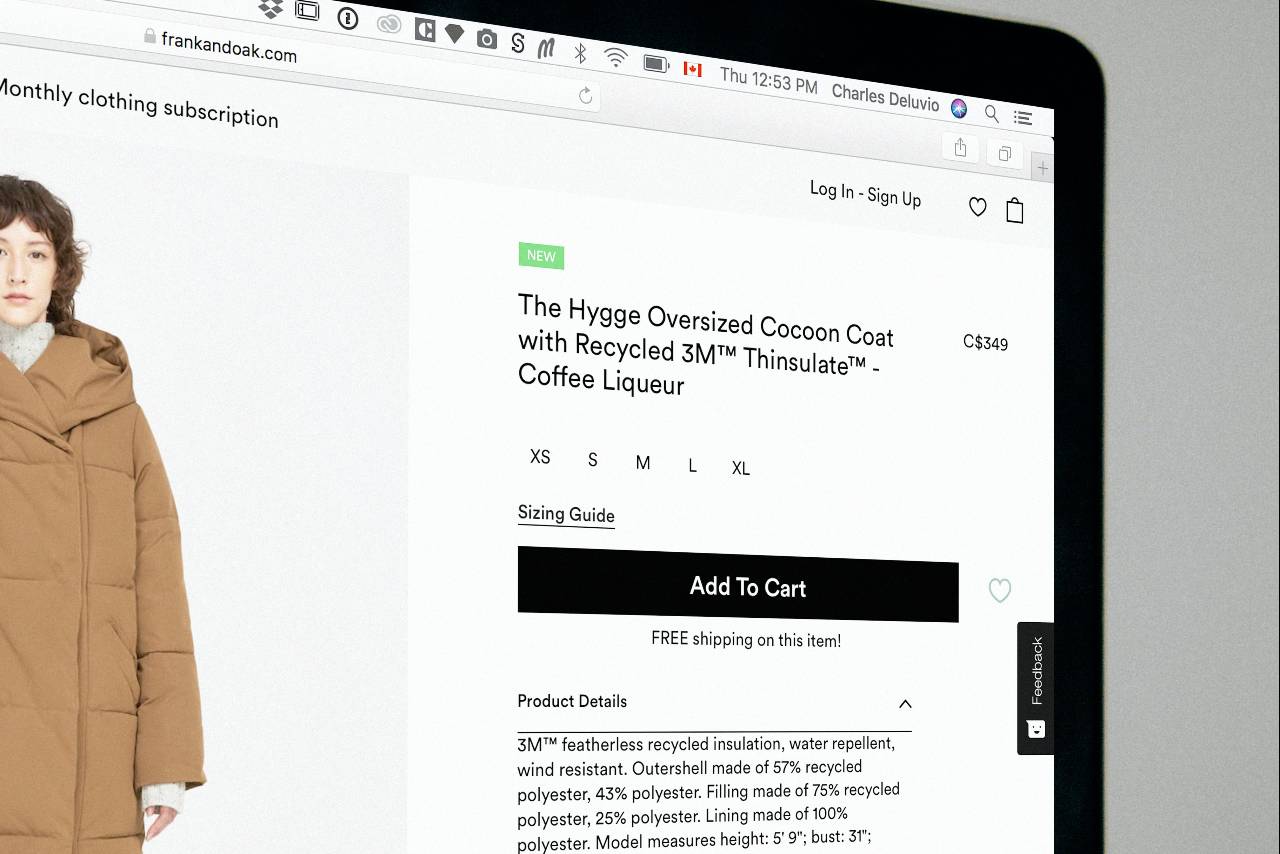 frankandoak.com
Thu 12:53 PM Charles Deluvio
Monthly clothing subscription
Log In - Sign Up
NEW
The Hygge Oversized Cocoon Coat
with Recycled 3M™ Thinsulate™ -
Coffee Liqueur
C$349
XS S M L XL
Sizing Guide
Add To Cart
FREE shipping on this item!
Feedback
Product Details
3M™ featherless recycled insulation, water repellent,
wind resistant. Outershell made of 57% recycled
polyester, 43% polyester. Filling made of 75% recycled
polyester, 25% polyester. Lining made of 100%
polyester. Model measures height: 5' 9"; bust: 31";